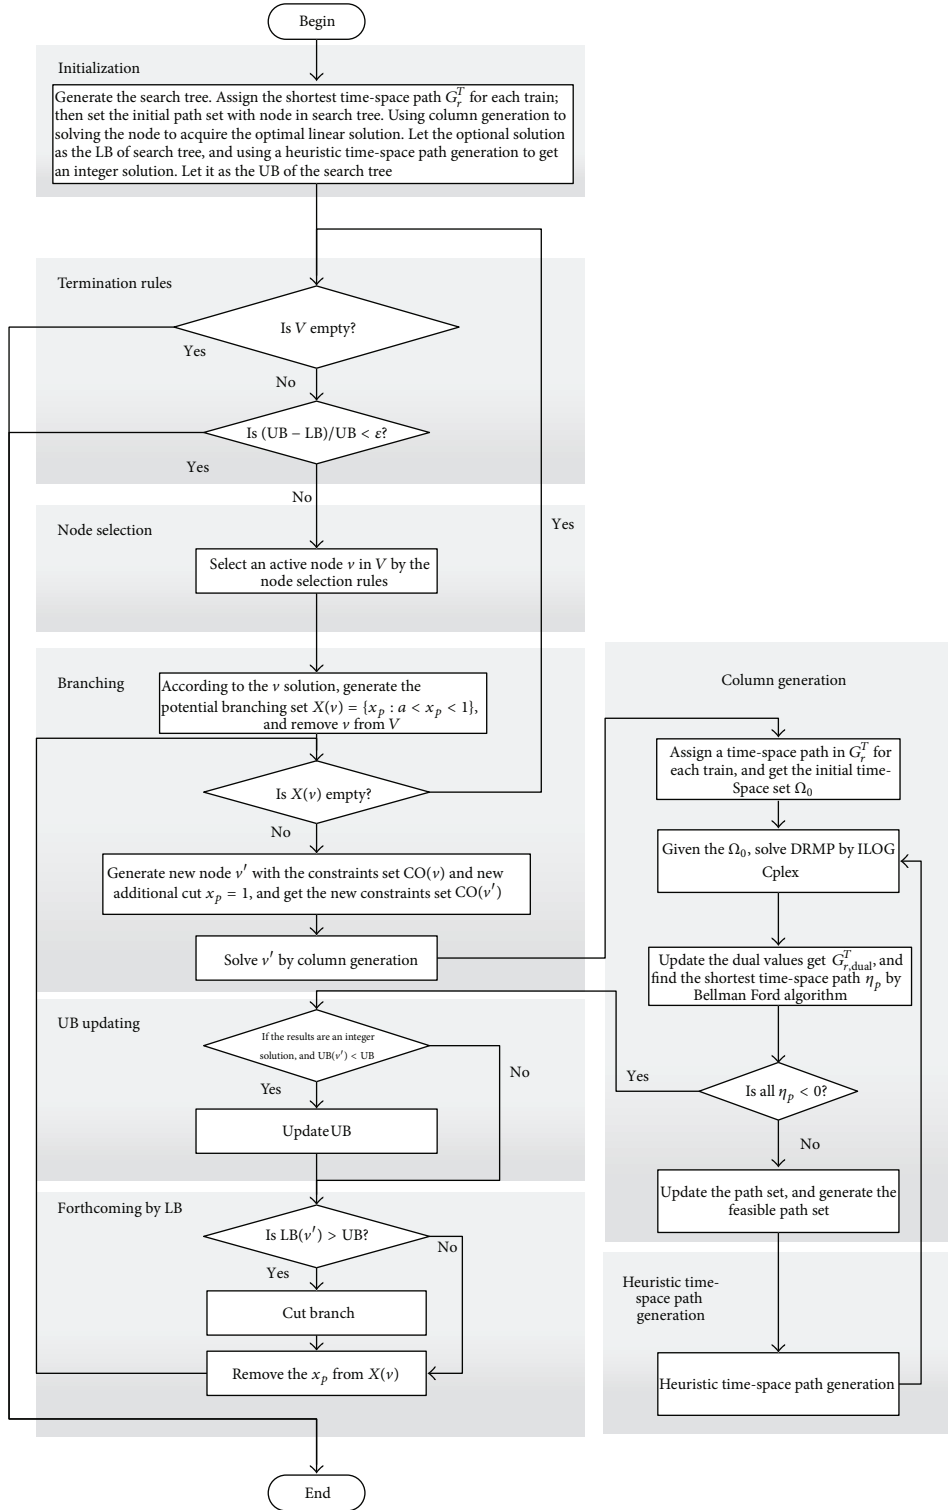 Begin
Initialization
Generate the search tree. Assign the shortest time-space path G_r^T for each train;
then set the initial path set with node in search tree. Using column generation to
solving the node to acquire the optimal linear solution. Let the optional solution
as the LB of search tree, and using a heuristic time-space path generation to get
an integer solution. Let it as the UB of the search tree
Termination rules
Is V empty?
Yes
No
Is (UB − LB)/UB < ε?
Yes
No
Node selection
Yes
Select an active node v in V by the
node selection rules
Branching
According to the v solution, generate the
potential branching set X(v) = {x_p : a < x_p < 1},
and remove v from V
Is X(v) empty?
No
Generate new node v′ with the constraints set CO(v) and new
additional cut x_p = 1, and get the new constraints set CO(v′)
Solve v′ by column generation
UB updating
If the results are an integer
solution, and UB(v′) < UB
No
Yes
Update UB
Forthcoming by LB
Is LB(v′) > UB?
No
Yes
Cut branch
Remove the x_p from X(v)
End
Column generation
Assign a time-space path in G_r^T for
each train, and get the initial time-
Space set Ω_0
Given the Ω_0, solve DRMP by ILOG
Cplex
Update the dual values get G_{r,dual}^T, and
find the shortest time-space path η_p by
Bellman Ford algorithm
Yes
Is all η_p < 0?
No
Update the path set, and generate the
feasible path set
Heuristic time-
space path
generation
Heuristic time-space path generation